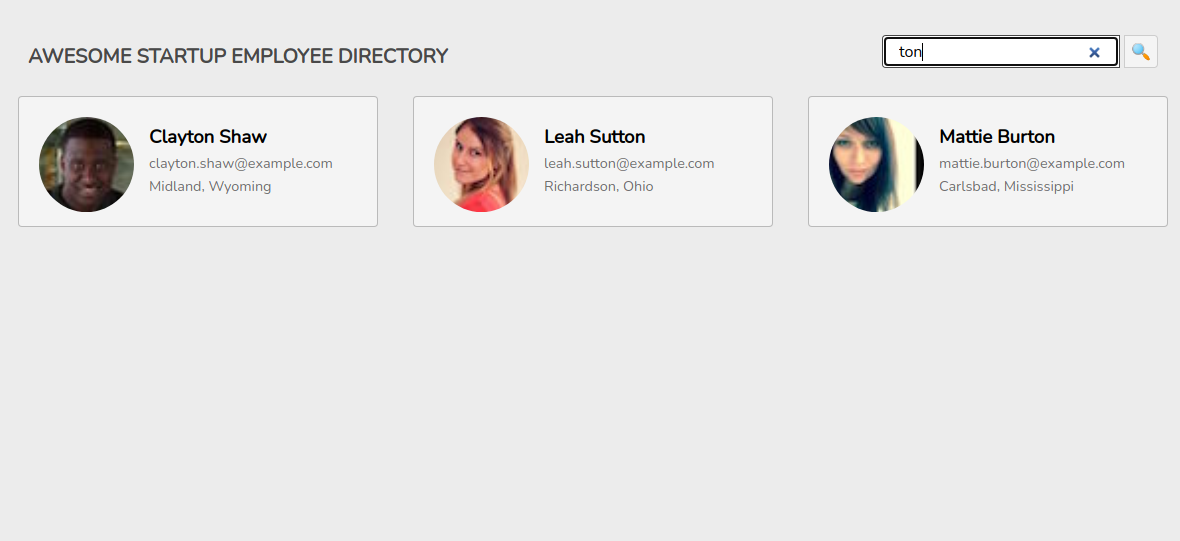 AWESOME STARTUP EMPLOYEE DIRECTORY
ton
Clayton Shaw
clayton.shaw@example.com
Midland, Wyoming
Leah Sutton
leah.sutton@example.com
Richardson, Ohio
Mattie Burton
mattie.burton@example.com
Carlsbad, Mississippi